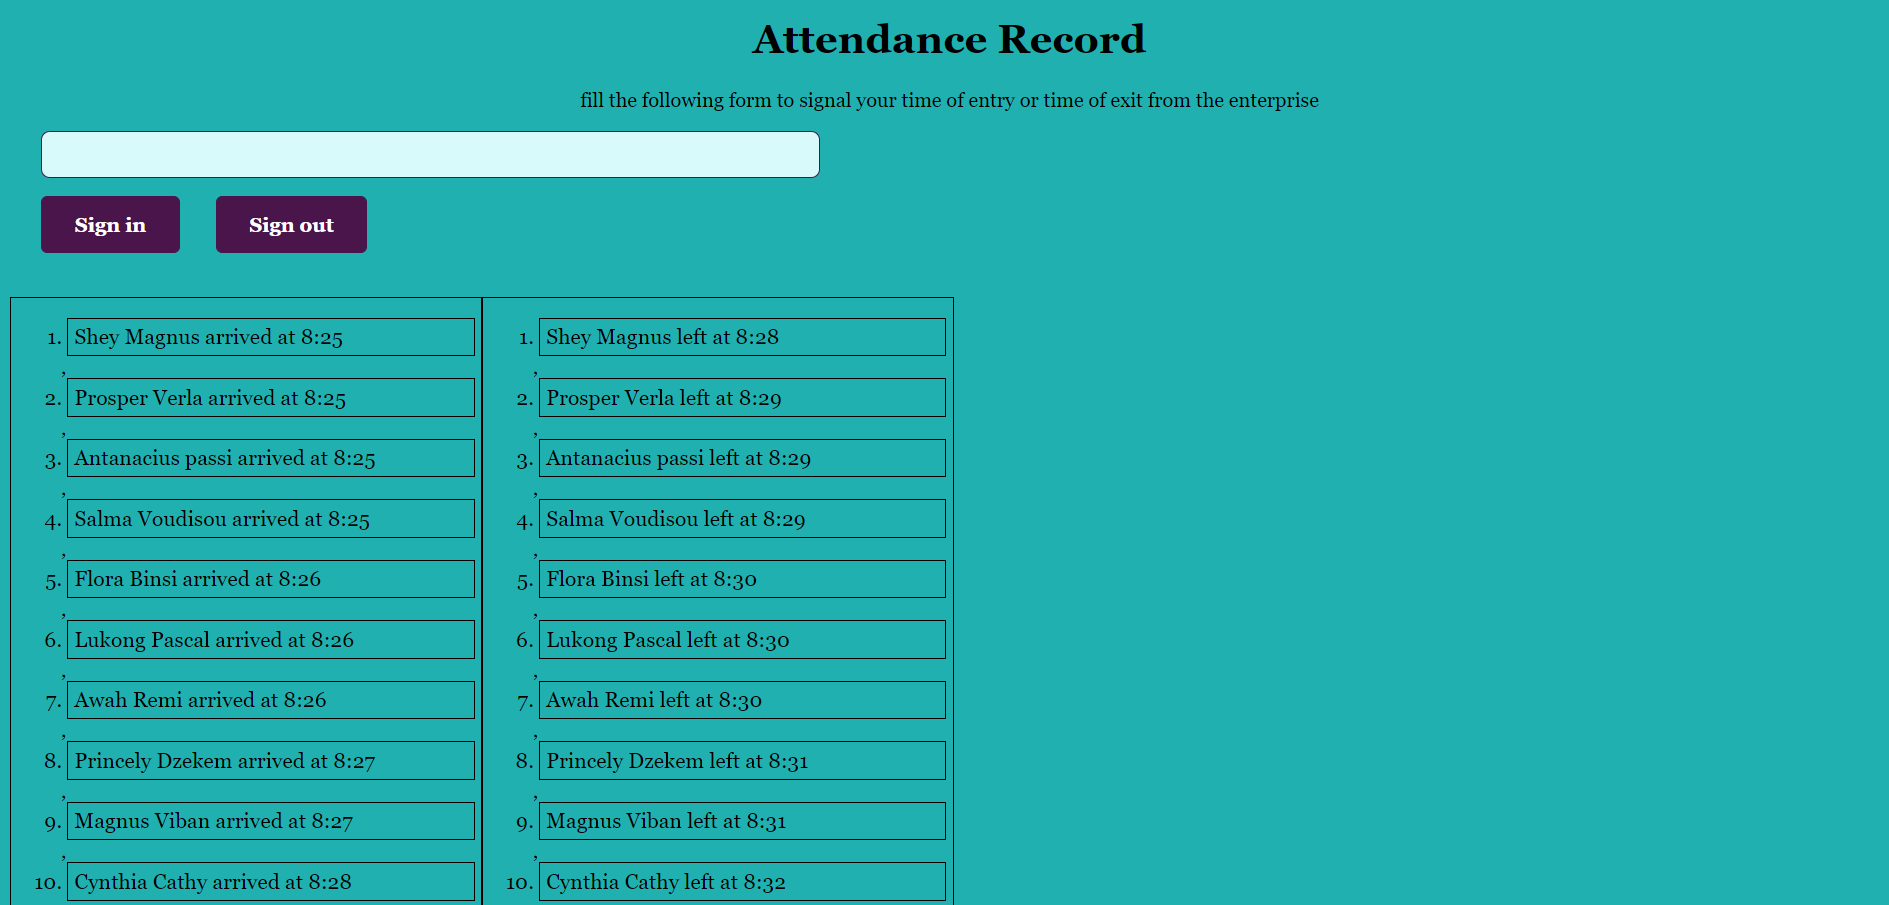 Attendance Record
fill the following form to signal your time of entry or time of exit from the enterprise
Sign in
Sign out
1. Shey Magnus arrived at 8:25
,
2. Prosper Verla arrived at 8:25
,
3. Antanacius passi arrived at 8:25
,
4. Salma Voudisou arrived at 8:25
,
5. Flora Binsi arrived at 8:26
,
6. Lukong Pascal arrived at 8:26
,
7. Awah Remi arrived at 8:26
,
8. Princely Dzekem arrived at 8:27
,
9. Magnus Viban arrived at 8:27
,
10. Cynthia Cathy arrived at 8:28
1. Shey Magnus left at 8:28
,
2. Prosper Verla left at 8:29
,
3. Antanacius passi left at 8:29
,
4. Salma Voudisou left at 8:29
,
5. Flora Binsi left at 8:30
,
6. Lukong Pascal left at 8:30
,
7. Awah Remi left at 8:30
,
8. Princely Dzekem left at 8:31
,
9. Magnus Viban left at 8:31
,
10. Cynthia Cathy left at 8:32